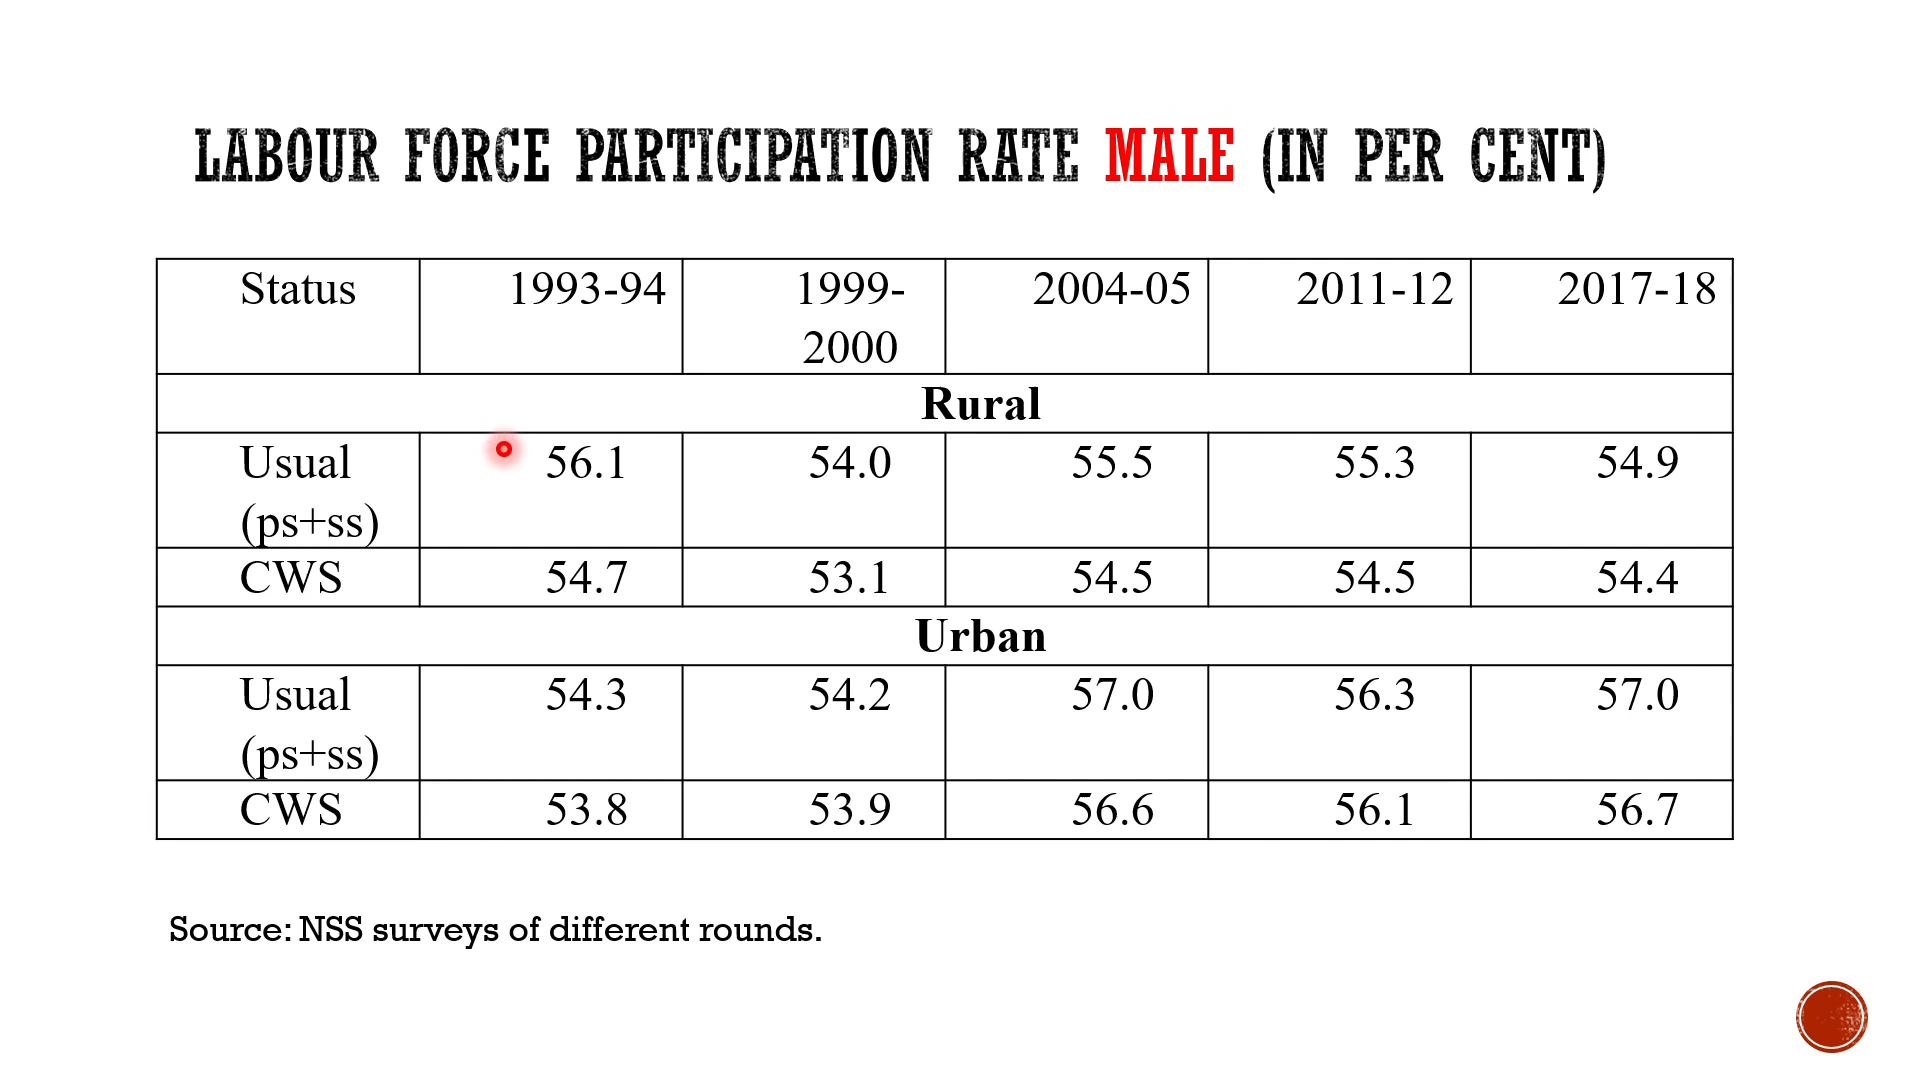 LABOUR FORCE PARTICIPATION RATE MALE (IN PER CENT)
Status 1993-94 1999- 2004-05 2011-12 2017-18
2000
Rural
Usual 56.1 54.0 55.5 55.3 54.9
(ps+ss)
CWS 54.7 53.1 54.5 54.5 54.4
Urban
Usual 54.3 54.2 57.0 56.3 57.0
(ps+ss)
CWS 53.8 53.9 56.6 56.1 56.7
Source: NSS surveys of different rounds.